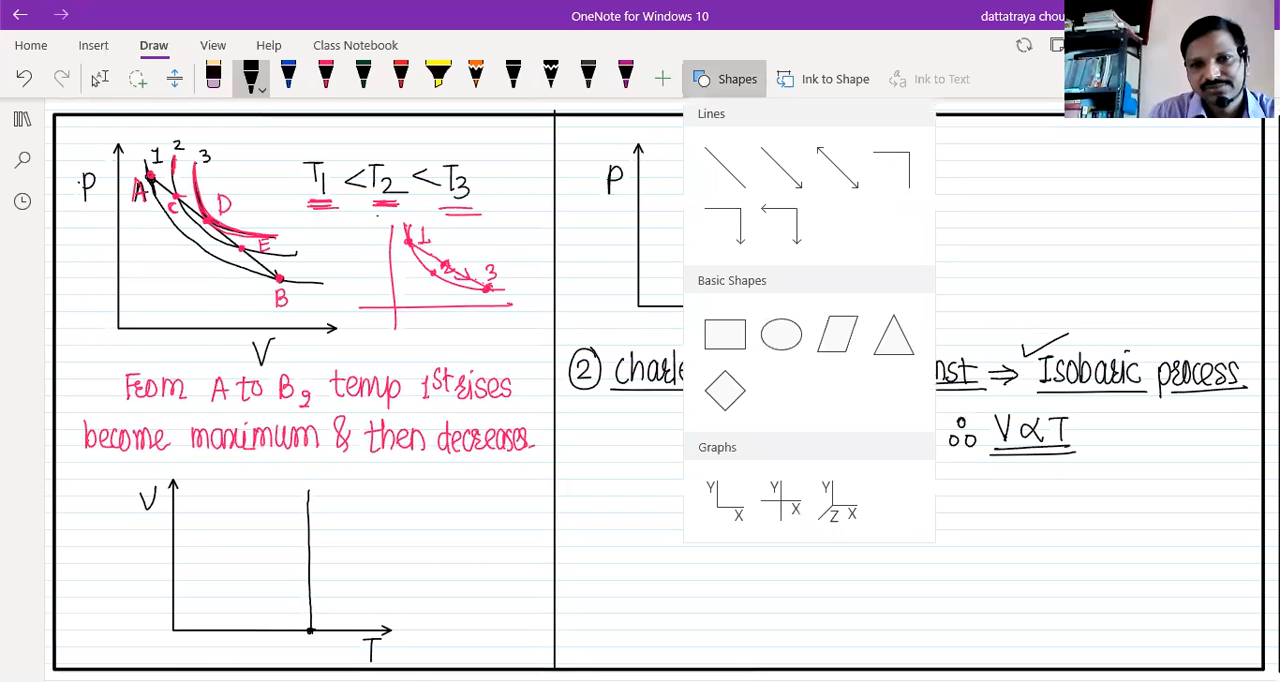 OneNote for Windows 10
dattatraya chou
Home Insert Draw View Help Class Notebook
Shapes Ink to Shape Ink to Text
Lines
Basic Shapes
Graphs
Y X Y X Y Z X
P
1 2 3
A C D E B
V
T1 < T2 < T3
1 2 3
From A to B, temp 1st rises
become maximum & then decreases
V
T
P
② Charle
nst ⇒ Isobaric process
∴ V ∝ T